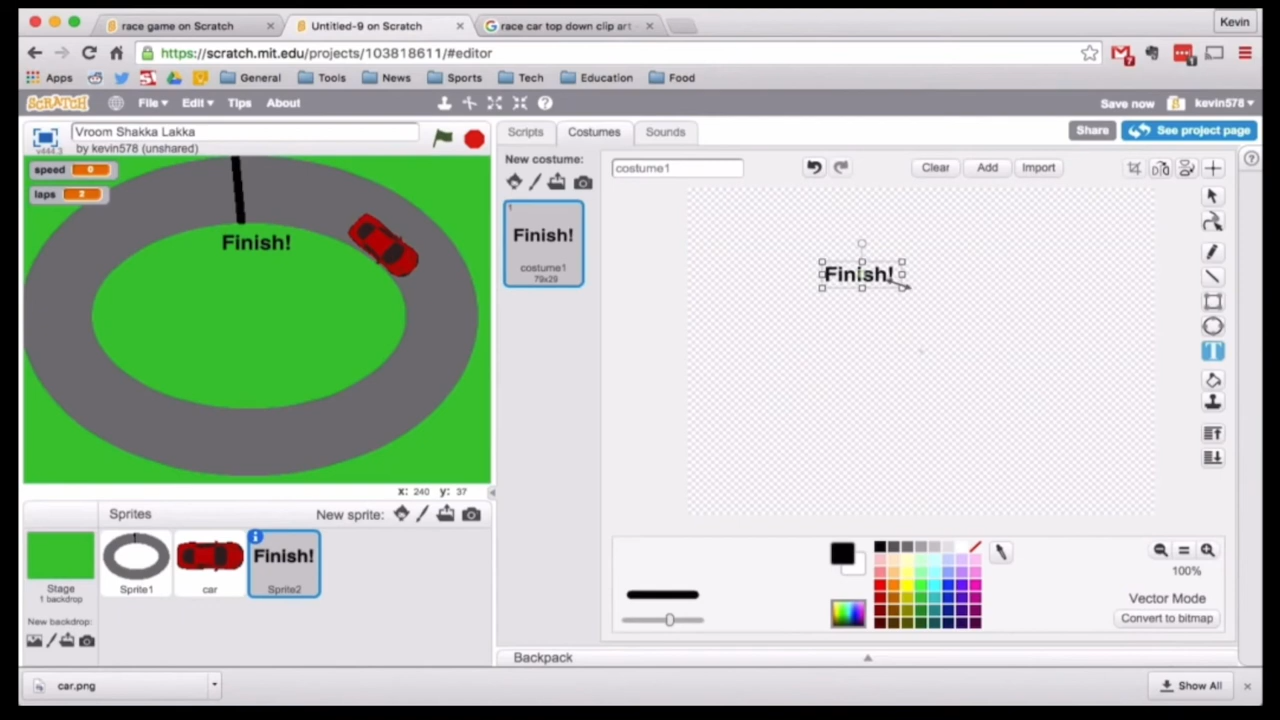 race game on Scratch
Untitled-9 on Scratch
race car top down clip art
Kevin
https://scratch.mit.edu/projects/103818611/#editor
Apps
General
Tools
News
Sports
Tech
Education
Food
SCRATCH
File
Edit
Tips
About
Save now
kevin578
v444.3
Vroom Shakka Lakka
by kevin578 (unshared)
Scripts
Costumes
Sounds
Share
See project page
speed 0
laps 2
Finish!
New costume:
1
Finish!
costume1
79x29
costume1
Clear
Add
Import
Finish!
T
x: 240 y: 37
Sprites
New sprite:
Stage
1 backdrop
New backdrop:
Sprite1
car
Finish!
Sprite2
100%
Vector Mode
Convert to bitmap
Backpack
car.png
Show All